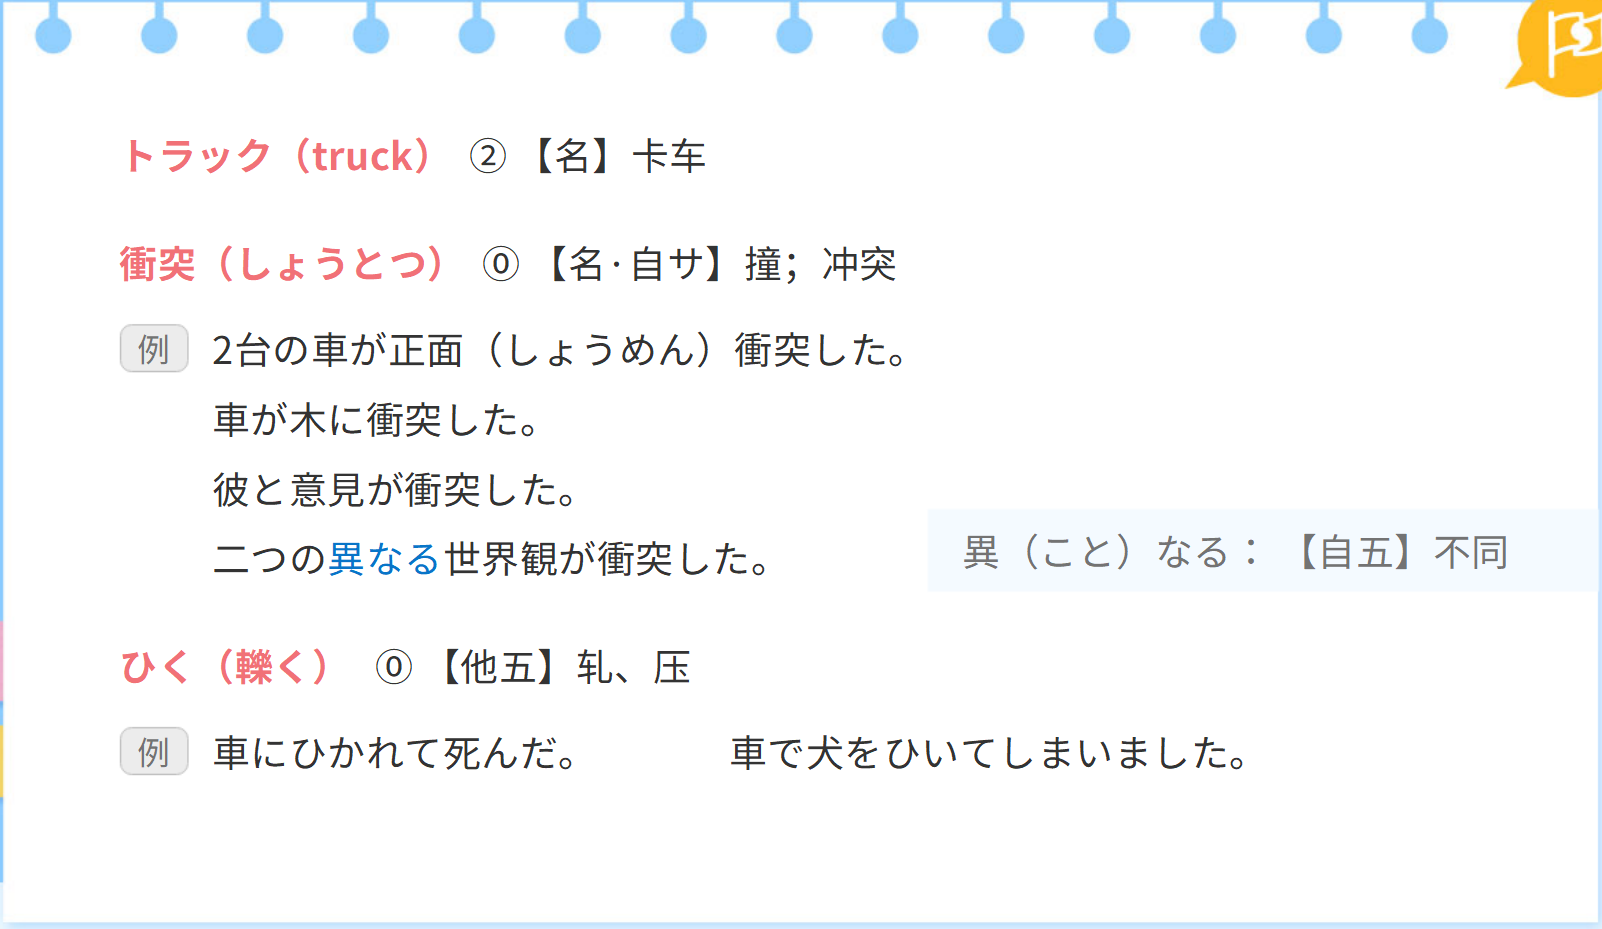 トラック（truck） ② 【名】卡车
衝突（しょうとつ） ⓪ 【名·自サ】撞；冲突
例 2台の車が正面（しょうめん）衝突した。
車が木に衝突した。
彼と意見が衝突した。
二つの異なる世界観が衝突した。
異（こと）なる：【自五】不同
ひく（轢く） ⓪ 【他五】轧、压
例 車にひかれて死んだ。 車で犬をひいてしまいました。